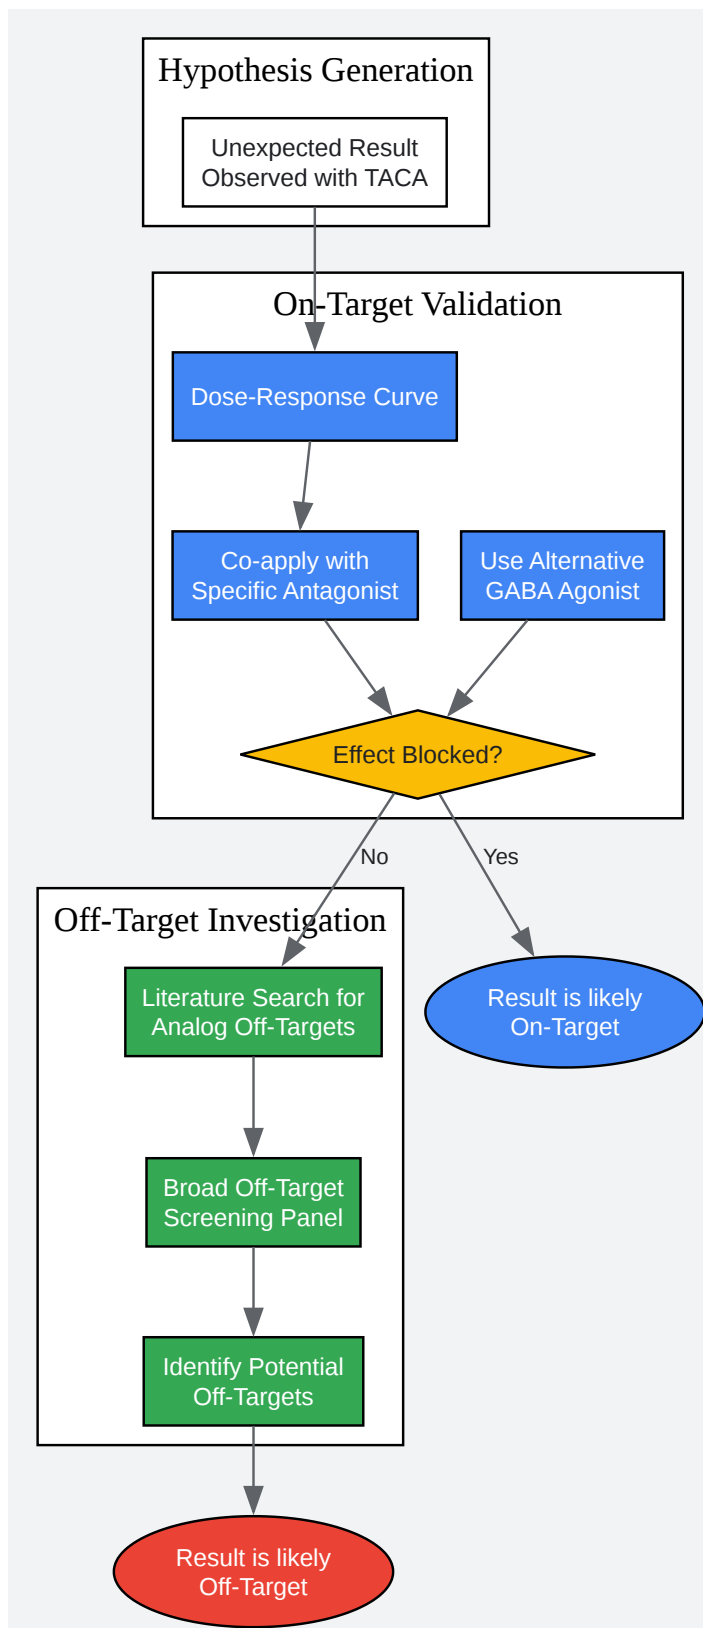 Hypothesis Generation
Unexpected Result
Observed with TACA
On-Target Validation
Dose-Response Curve
Co-apply with
Specific Antagonist
Use Alternative
GABA Agonist
Effect Blocked?
No
Yes
Off-Target Investigation
Literature Search for
Analog Off-Targets
Result is likely
On-Target
Broad Off-Target
Screening Panel
Identify Potential
Off-Targets
Result is likely
Off-Target